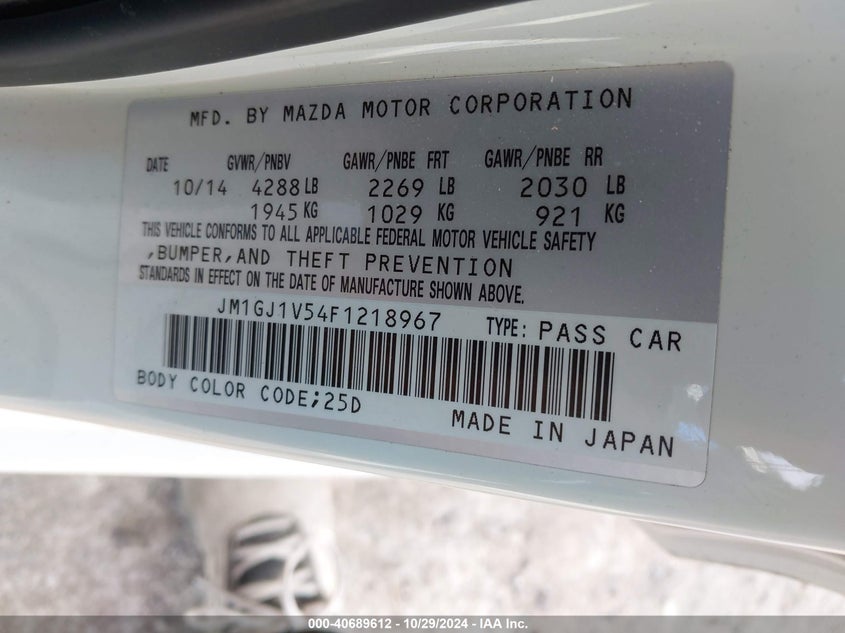 MFD. BY MAZDA MOTOR CORPORATION
DATE GVWR/PNBV GAWR/PNBE FRT GAWR/PNBE RR
10/14 4288 LB 2269 LB 2030 LB
1945 KG 1029 KG 921 KG
THIS VEHICLE CONFORMS TO ALL APPLICABLE FEDERAL MOTOR VEHICLE SAFETY
,BUMPER,AND THEFT PREVENTION
STANDARDS IN EFFECT ON THE DATE OF MANUFACTURE SHOWN ABOVE.
JM1GJ1V54F1218967 TYPE: PASS CAR
BODY COLOR CODE;25D
MADE IN JAPAN
000-40689612 - 10/29/2024 - IAA Inc.